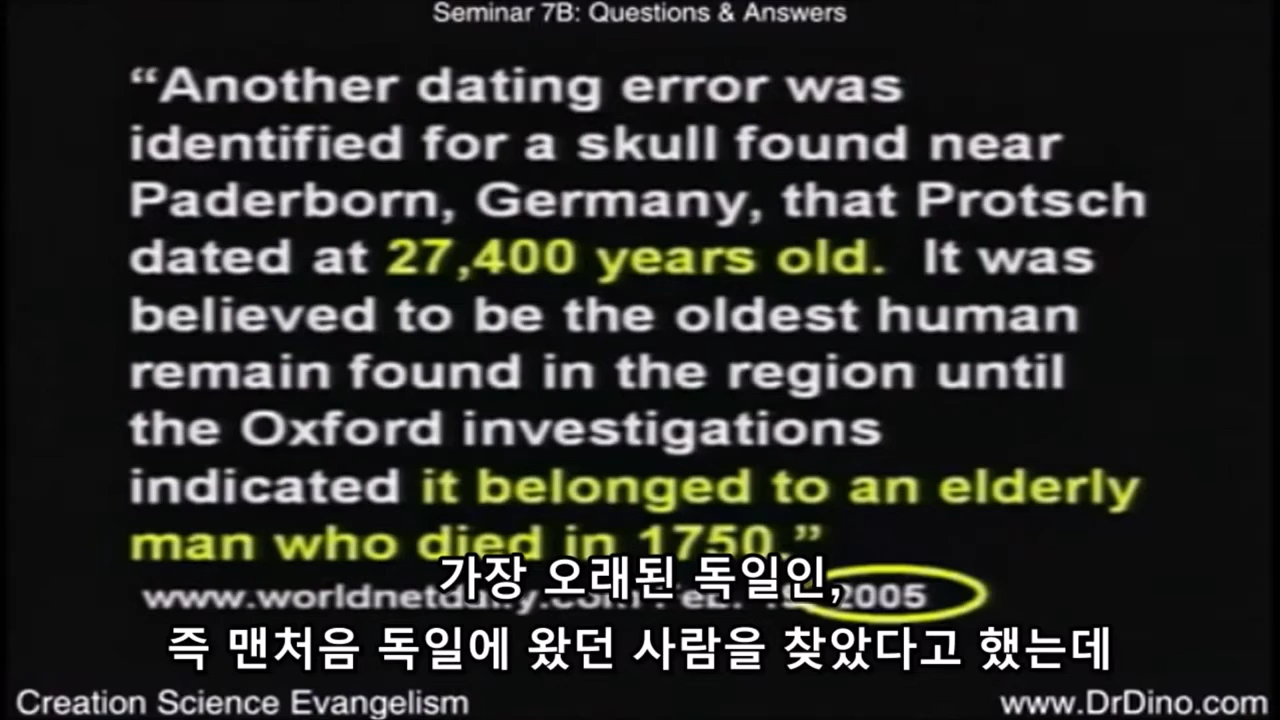 Seminar 7B: Questions & Answers
“Another dating error was
identified for a skull found near
Paderborn, Germany, that Protsch
dated at 27,400 years old. It was
believed to be the oldest human
remain found in the region until
the Oxford investigations
indicated it belonged to an elderly
man who died in 1750.”
www.worldnetdaily.com Feb. 2005
가장 오래된 독일인,
즉 맨처음 독일에 왔던 사람을 찾았다고 했는데
Creation Science Evangelism
www.DrDino.com